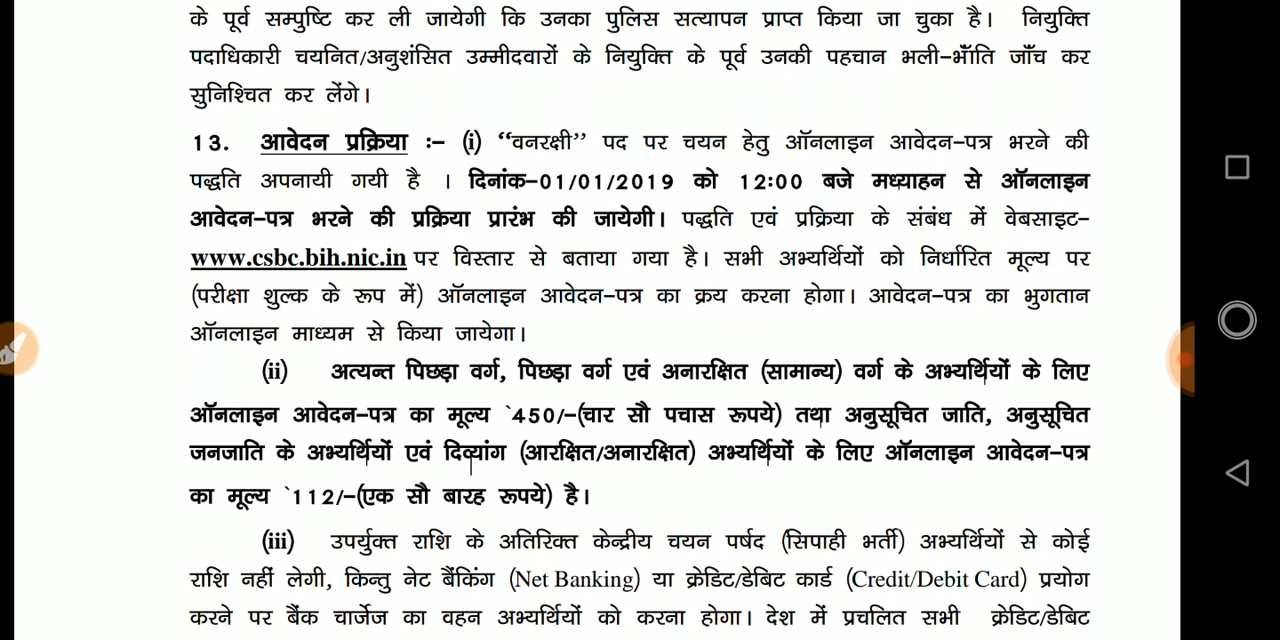 के पूर्व सम्पुष्टि कर ली जायेगी कि उनका पुलिस सत्यापन प्राप्त किया जा चुका है। नियुक्ति
पदाधिकारी चयनित/अनुशंसित उम्मीदवारों के नियुक्ति के पूर्व उनकी पहचान भली-भाँति जाँच कर
सुनिश्चित कर लेंगे।
13. आवेदन प्रक्रिया :- (i) “वनरक्षी” पद पर चयन हेतु ऑनलाइन आवेदन-पत्र भरने की
पद्धति अपनायी गयी है । दिनांक-01/01/2019 को 12:00 बजे मध्याहन से ऑनलाइन
आवेदन-पत्र भरने की प्रक्रिया प्रारंभ की जायेगी। पद्धति एवं प्रक्रिया के संबंध में वेबसाइट-
www.csbc.bih.nic.in पर विस्तार से बताया गया है। सभी अभ्यर्थियों को निर्धारित मूल्य पर
(परीक्षा शुल्क के रूप में) ऑनलाइन आवेदन-पत्र का क्रय करना होगा। आवेदन-पत्र का भुगतान
ऑनलाइन माध्यम से किया जायेगा।
(ii) अत्यन्त पिछड़ा वर्ग, पिछड़ा वर्ग एवं अनारक्षित (सामान्य) वर्ग के अभ्यर्थियों के लिए
ऑनलाइन आवेदन-पत्र का मूल्य `450/-(चार सौ पचास रूपये) तथा अनुसूचित जाति, अनुसूचित
जनजाति के अभ्यर्थियों एवं दिव्यांग (आरक्षित/अनारक्षित) अभ्यर्थियों के लिए ऑनलाइन आवेदन-पत्र
का मूल्य `112/-(एक सौ बारह रूपये) है।
(iii) उपर्युक्त राशि के अतिरिक्त केन्द्रीय चयन पर्षद (सिपाही भर्ती) अभ्यर्थियों से कोई
राशि नहीं लेगी, किन्तु नेट बैंकिंग (Net Banking) या क्रेडिट/डेबिट कार्ड (Credit/Debit Card) प्रयोग
करने पर बैंक चार्जेज का वहन अभ्यर्थियों को करना होगा। देश में प्रचलित सभी क्रेडिट/डेबिट